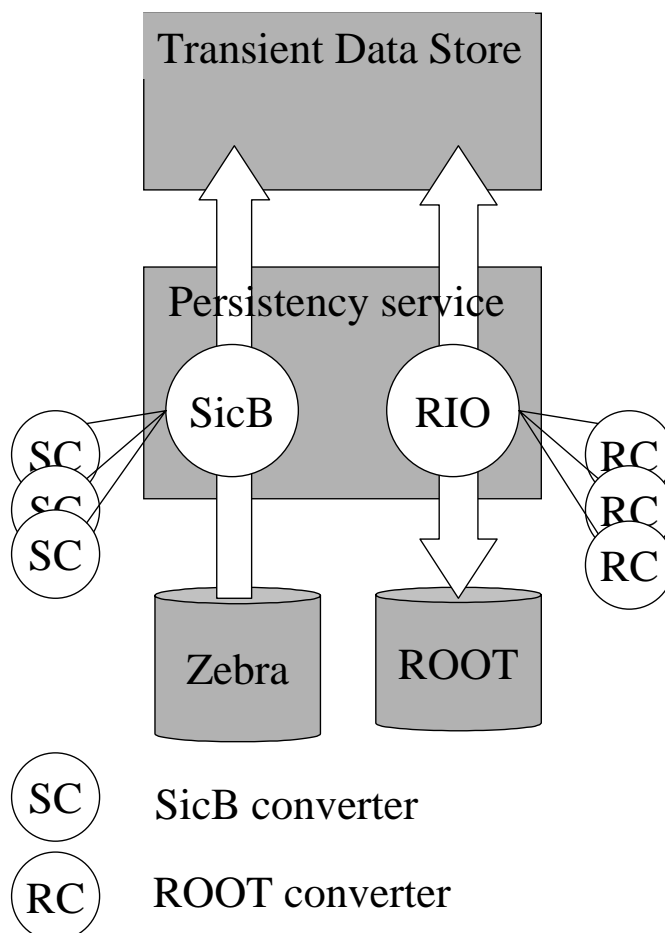 Transient Data Store
Persistency service
SicB
RIO
SC
SC
SC
RC
RC
RC
Zebra
ROOT
SC
SicB converter
RC
ROOT converter